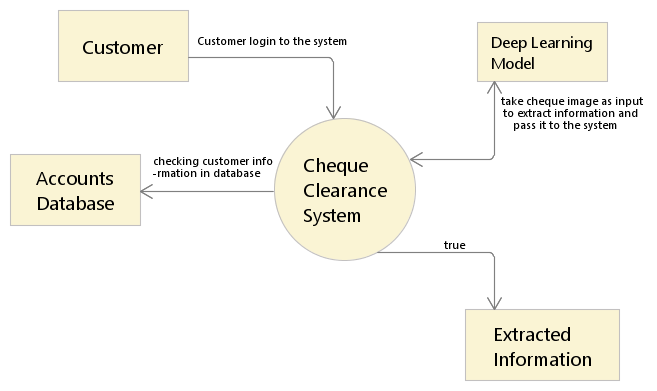 Customer
Customer login to the system
Deep Learning
Model
take cheque image as input
to extract information and
pass it to the system
checking customer info
-rmation in database
Accounts
Database
Cheque
Clearance
System
true
Extracted
Information